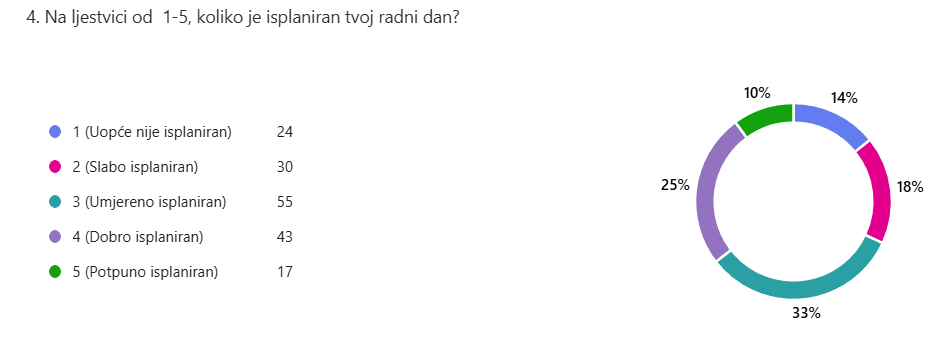 4. Na ljestvici od  1-5, koliko je isplaniran tvoj radni dan?
1 (Uopće nije isplaniran) 24
2 (Slabo isplaniran) 30
3 (Umjereno isplaniran) 55
4 (Dobro isplaniran) 43
5 (Potpuno isplaniran) 17
10%
14%
25%
18%
33%